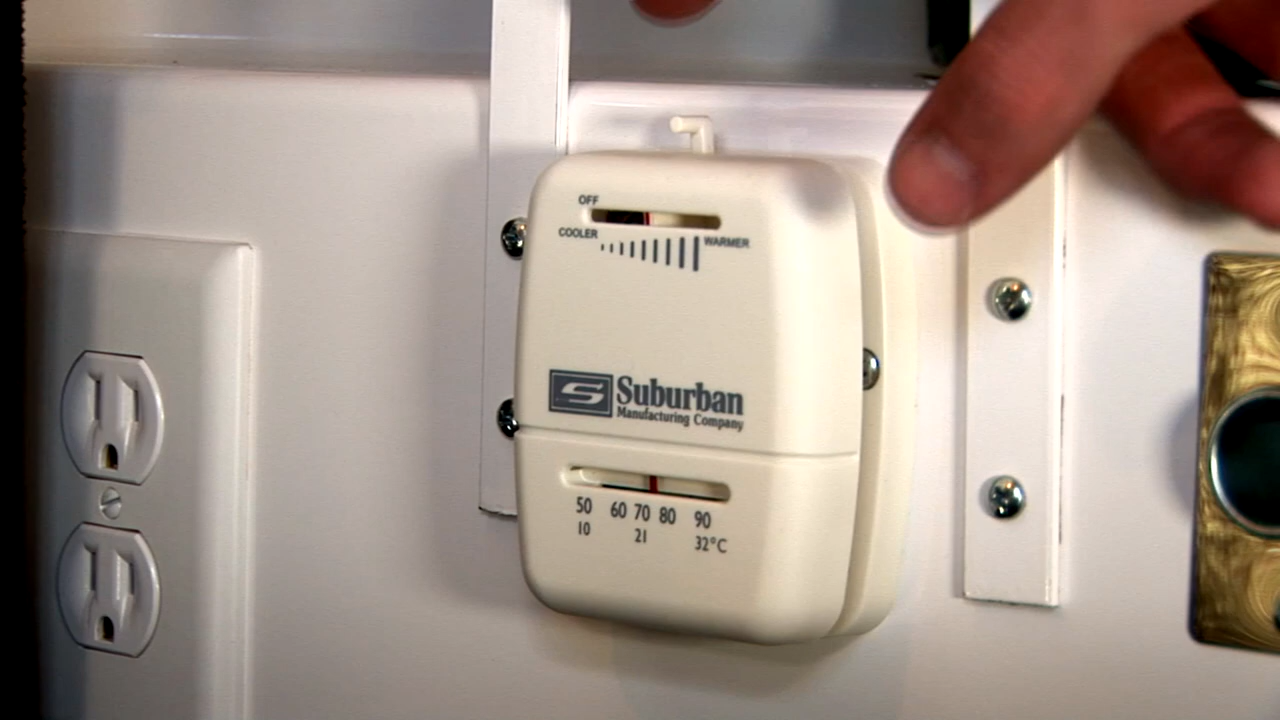 OFF
COOLER WARMER
Suburban
Manufacturing Company
50 60 70 80 90
10 21 32°C